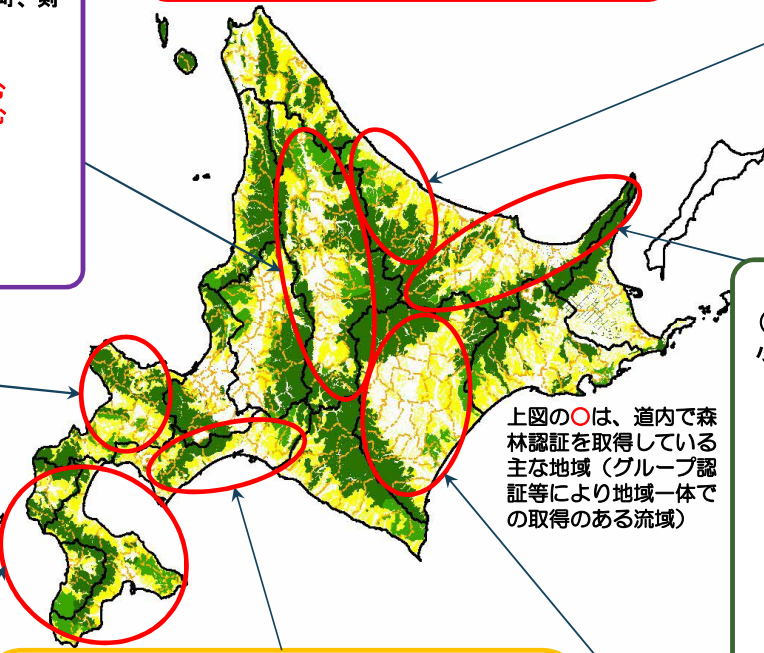 上図の○は、道内で森
林認証を取得している
主な地域（グループ認
証等により地域一体で
の取得のある流域）